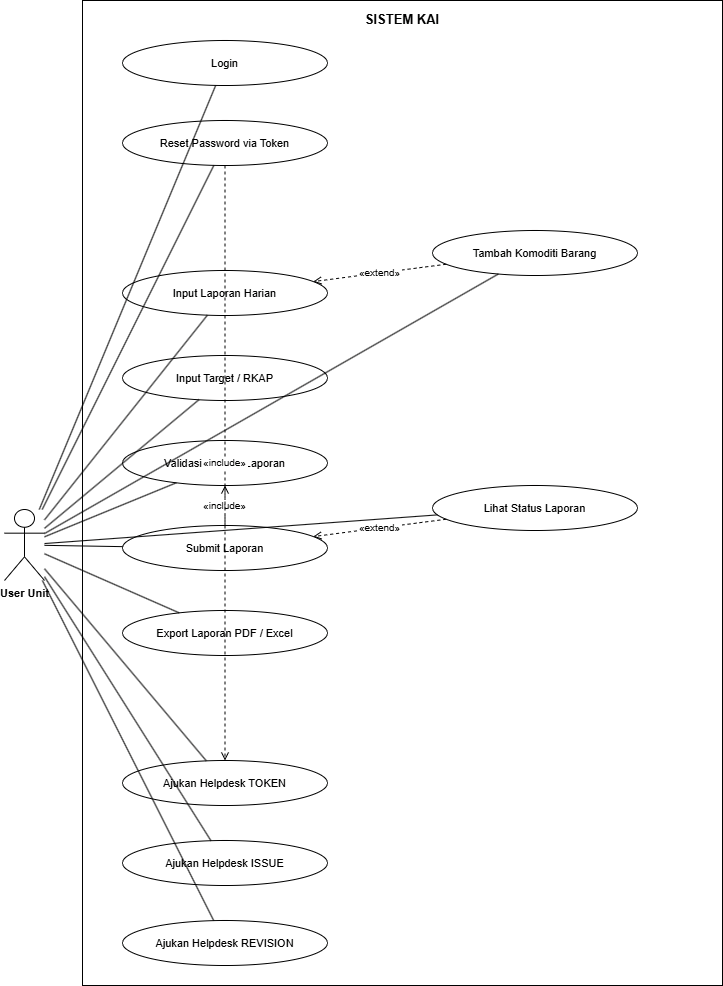 SISTEM KAI
Login
Reset Password via Token
Tambah Komoditi Barang
«extend»
Input Laporan Harian
Input Target / RKAP
Validasi «include» Laporan
«include»
Lihat Status Laporan
«extend»
Submit Laporan
User Unit
Export Laporan PDF / Excel
Ajukan Helpdesk TOKEN
Ajukan Helpdesk ISSUE
Ajukan Helpdesk REVISION